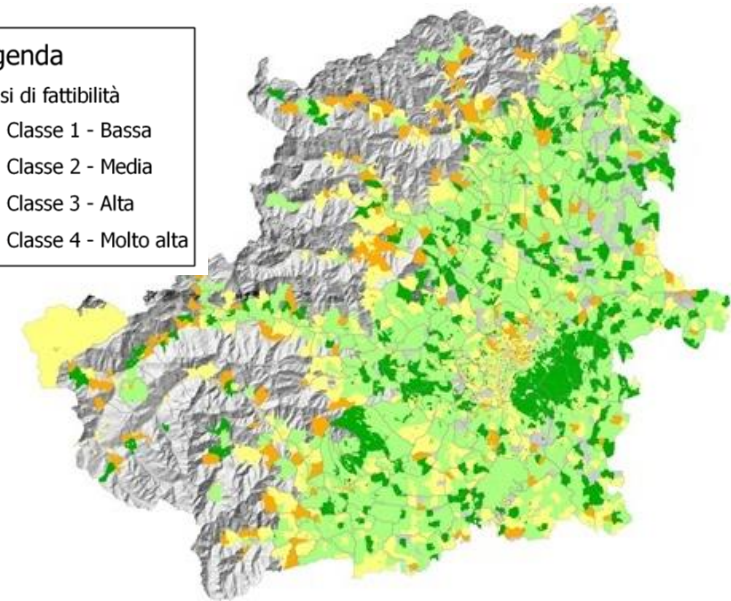 genda
si di fattibilità
Classe 1 - Bassa
Classe 2 - Media
Classe 3 - Alta
Classe 4 - Molto alta